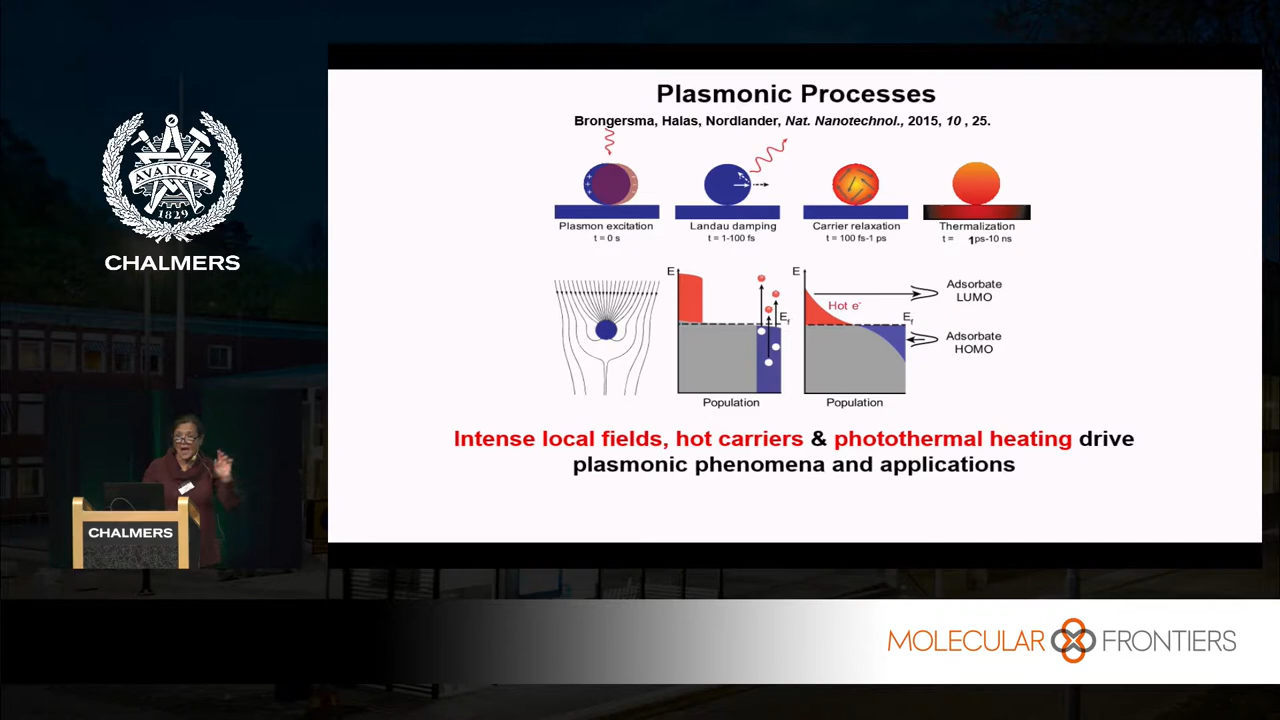 AVANCEZ
1829
CHALMERS
CHALMERS
Plasmonic Processes
Brongersma, Halas, Nordlander, Nat. Nanotechnol., 2015, 10 , 25.
Plasmon excitation
t = 0 s
Landau damping
t = 1-100 fs
Carrier relaxation
t = 100 fs-1 ps
Thermalization
t = 1ps-10 ns
E
Ef
Population
E
Hot e-
Ef
Population
Adsorbate
LUMO
Adsorbate
HOMO
Intense local fields, hot carriers & photothermal heating drive
plasmonic phenomena and applications
MOLECULAR FRONTIERS